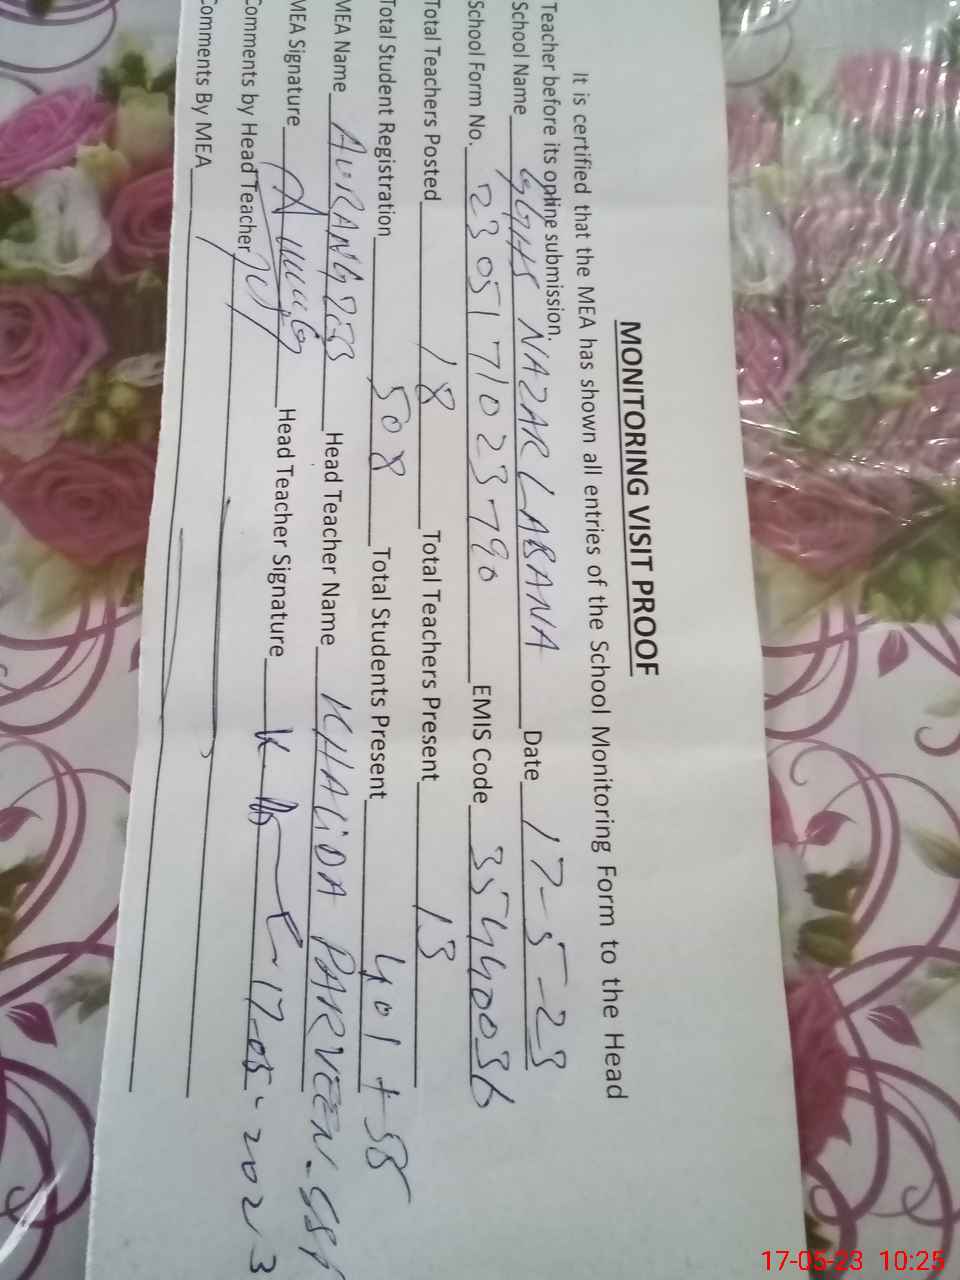 MONITORING VISIT PROOF
It is certified that the MEA has shown all entries of the School Monitoring Form to the Head
Teacher before its online submission.
School Name GGHS NAZAR LABANA Date 17-5-23
School Form No. 2305171023790 EMIS Code 35440036
Total Teachers Posted 18 Total Teachers Present 13
Total Student Registration 508 Total Students Present 401 + 58
MEA Name AURANGZEB Head Teacher Name KHALIDA PARVEEN
MEA Signature Head Teacher Signature 17-05-2023
Comments by Head Teacher
Comments By MEA
17-05-23 10:25